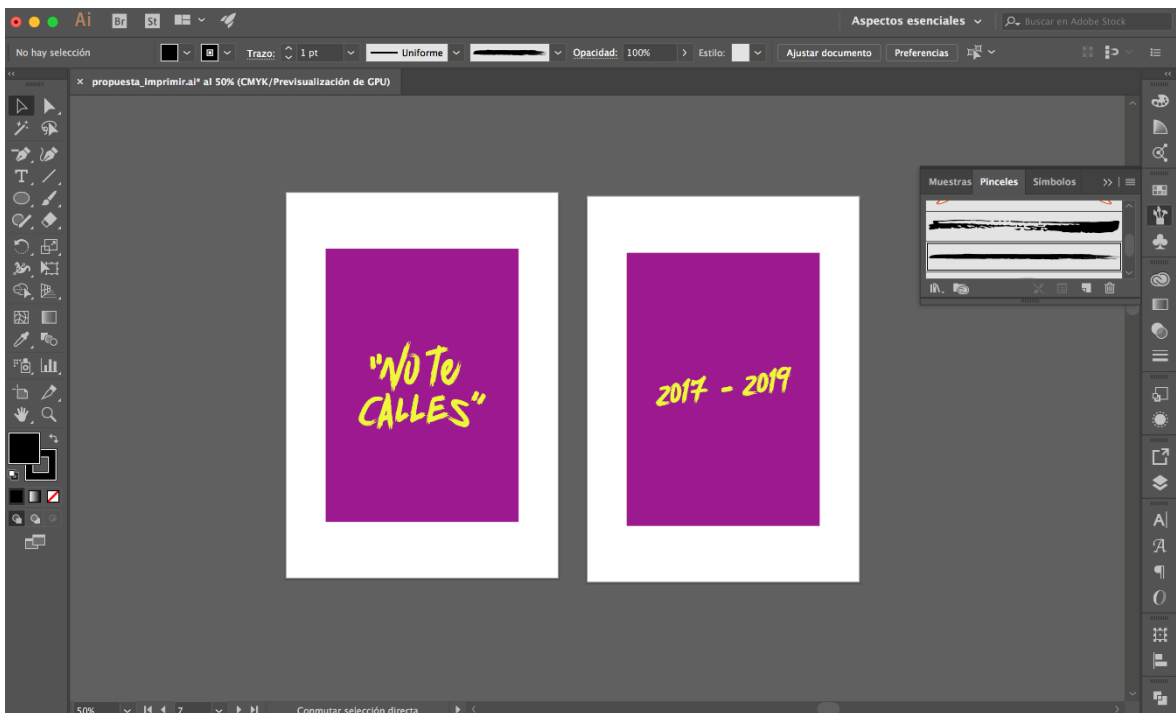 Ai Br St Aspectos esenciales Buscar en Adobe Stock
No hay selección Trazo: 1 pt Uniforme Opacidad: 100% Estilo: Ajustar documento Preferencias
× propuesta_imprimir.ai* al 50% (CMYK/Previsualización de GPU)
Muestras Pinceles Símbolos
"NO Te
CALLES"
2017 - 2019
50% 7 Conmutar selección directa